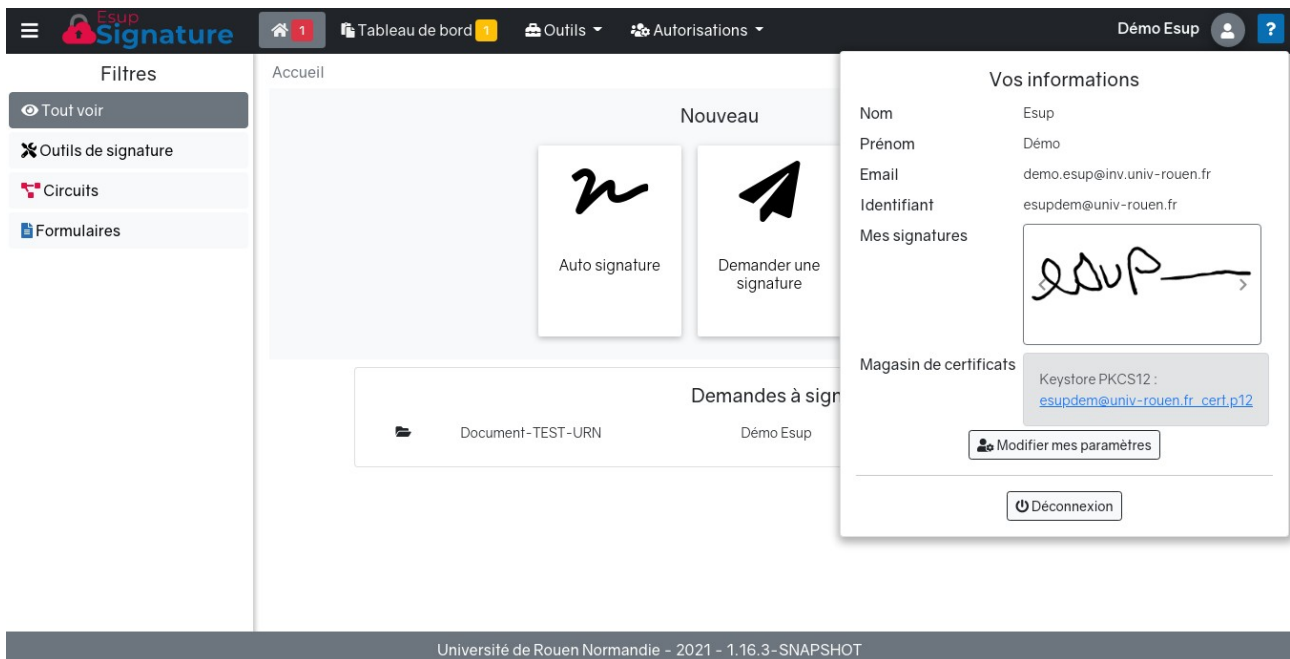 Esup
Signature
1
Tableau de bord 1
Outils
Autorisations
Démo Esup
?
Filtres
Tout voir
Outils de signature
Circuits
Formulaires
Accueil
Nouveau
Auto signature
Demander une
signature
Demandes à sign
Document-TEST-URN
Démo Esup
Vos informations
Nom Esup
Prénom Démo
Email demo.esup@inv.univ-rouen.fr
Identifiant esupdem@univ-rouen.fr
Mes signatures
esup
Magasin de certificats
Keystore PKCS12 :
esupdem@univ-rouen.fr_cert.p12
Modifier mes paramètres
Déconnexion
Université de Rouen Normandie - 2021 - 1.16.3-SNAPSHOT